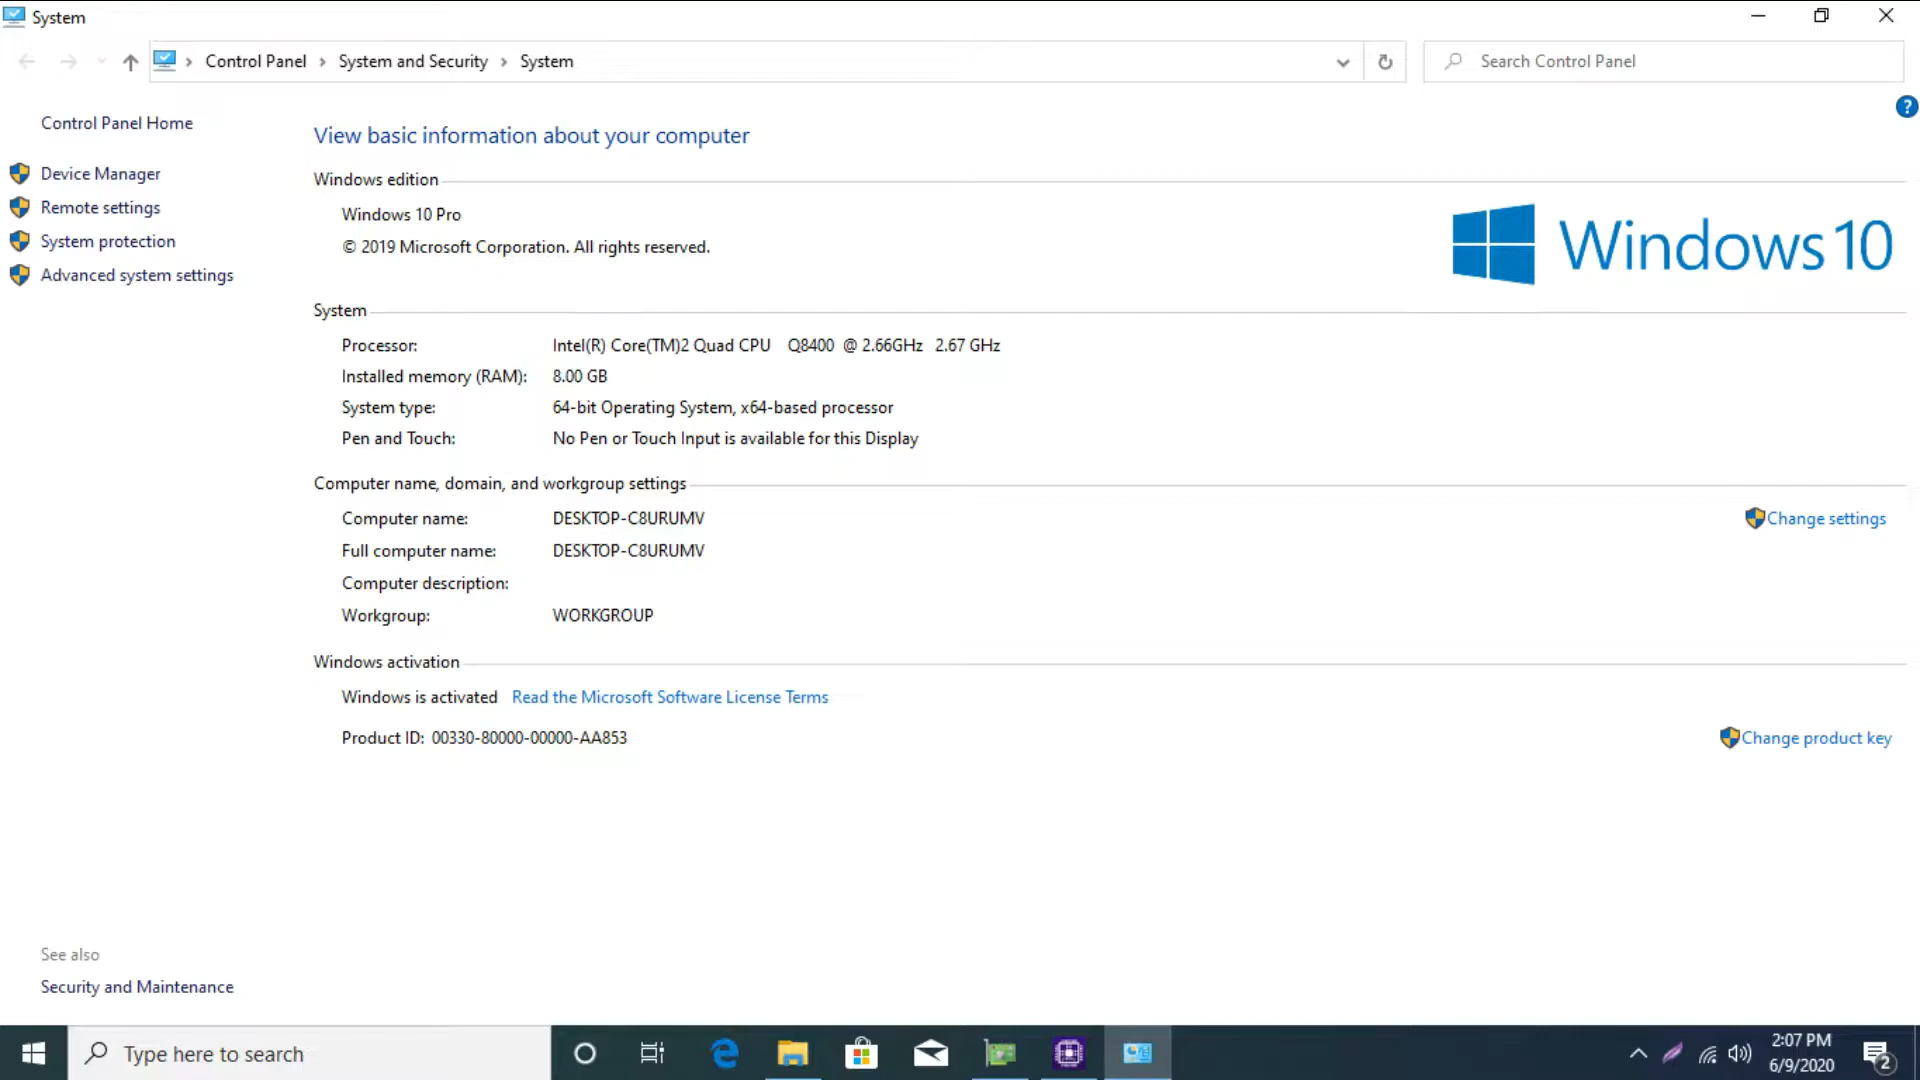 System
Control Panel System and Security System
Search Control Panel
?
Control Panel Home
Device Manager
Remote settings
System protection
Advanced system settings
View basic information about your computer
Windows edition
Windows 10 Pro
© 2019 Microsoft Corporation. All rights reserved.
Windows 10
System
Processor: Intel(R) Core(TM)2 Quad CPU Q8400 @ 2.66GHz 2.67 GHz
Installed memory (RAM): 8.00 GB
System type: 64-bit Operating System, x64-based processor
Pen and Touch: No Pen or Touch Input is available for this Display
Computer name, domain, and workgroup settings
Computer name: DESKTOP-C8URUMV
Change settings
Full computer name: DESKTOP-C8URUMV
Computer description:
Workgroup: WORKGROUP
Windows activation
Windows is activated Read the Microsoft Software License Terms
Product ID: 00330-80000-00000-AA853
Change product key
See also
Security and Maintenance
Type here to search
2:07 PM
6/9/2020
2